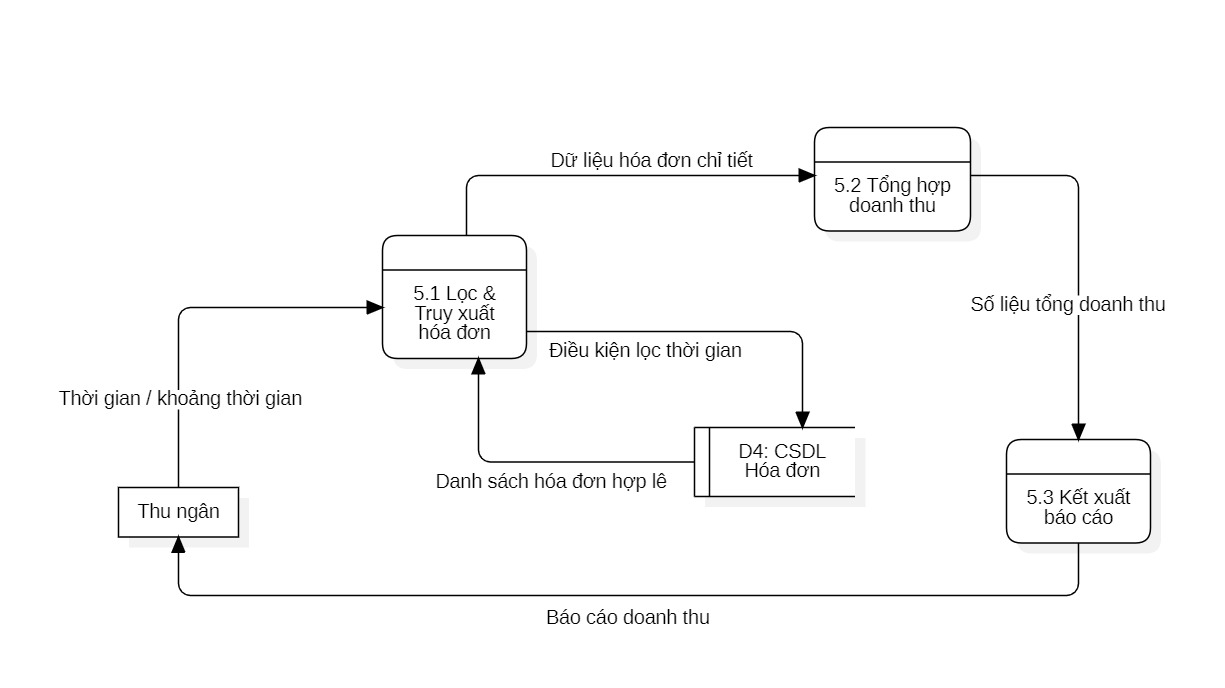 Dữ liệu hóa đơn chỉ tiết
5.2 Tổng hợp
doanh thu
5.1 Lọc &
Truy xuất
hóa đơn
Số liệu tổng doanh thu
Điều kiện lọc thời gian
Thời gian / khoảng thời gian
D4: CSDL
Hóa đơn
Danh sách hóa đơn hợp lê
Thu ngân
5.3 Kết xuất
báo cáo
Báo cáo doanh thu